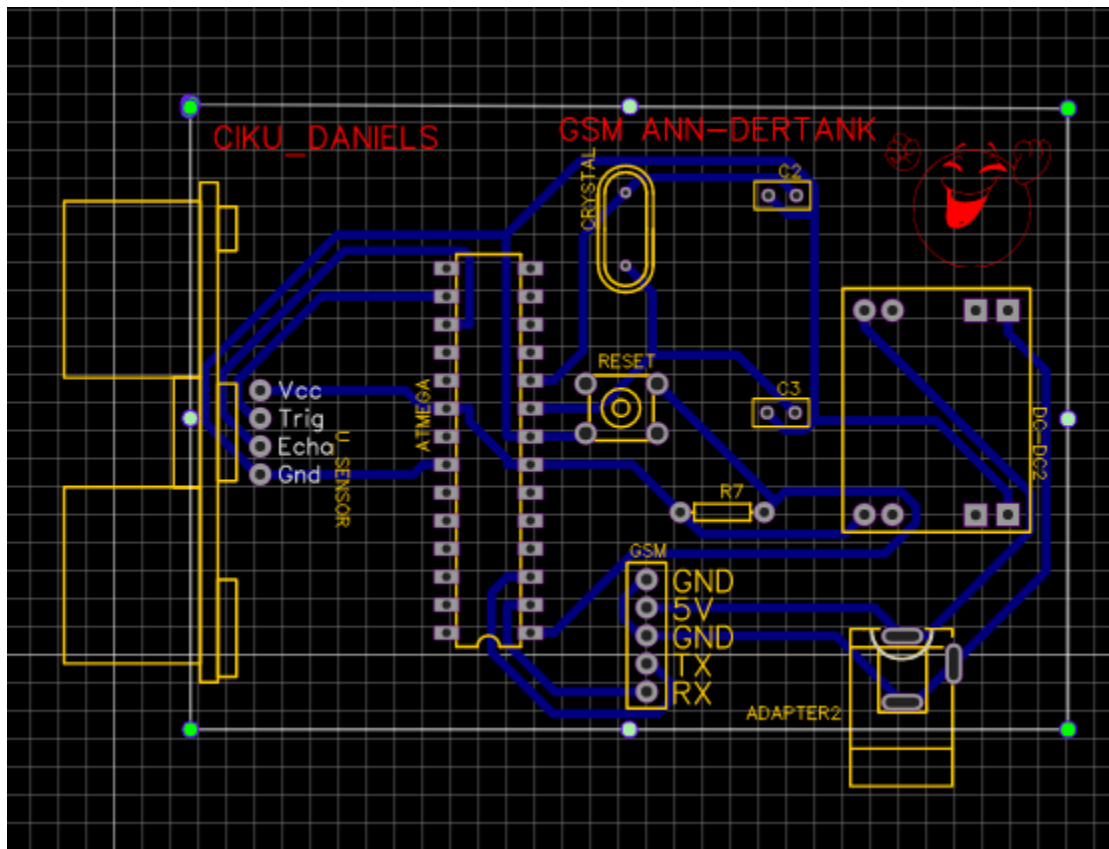 CIKU_DANIELS
GSM ANN-DERTANK
CRYSTAL
C2
RESET
Vcc
Trig
Echa
Gnd
U_SENSOR
ATMEGA
C3
DC-DC2
R7
GSM
GND
5V
GND
TX
RX
ADAPTER2